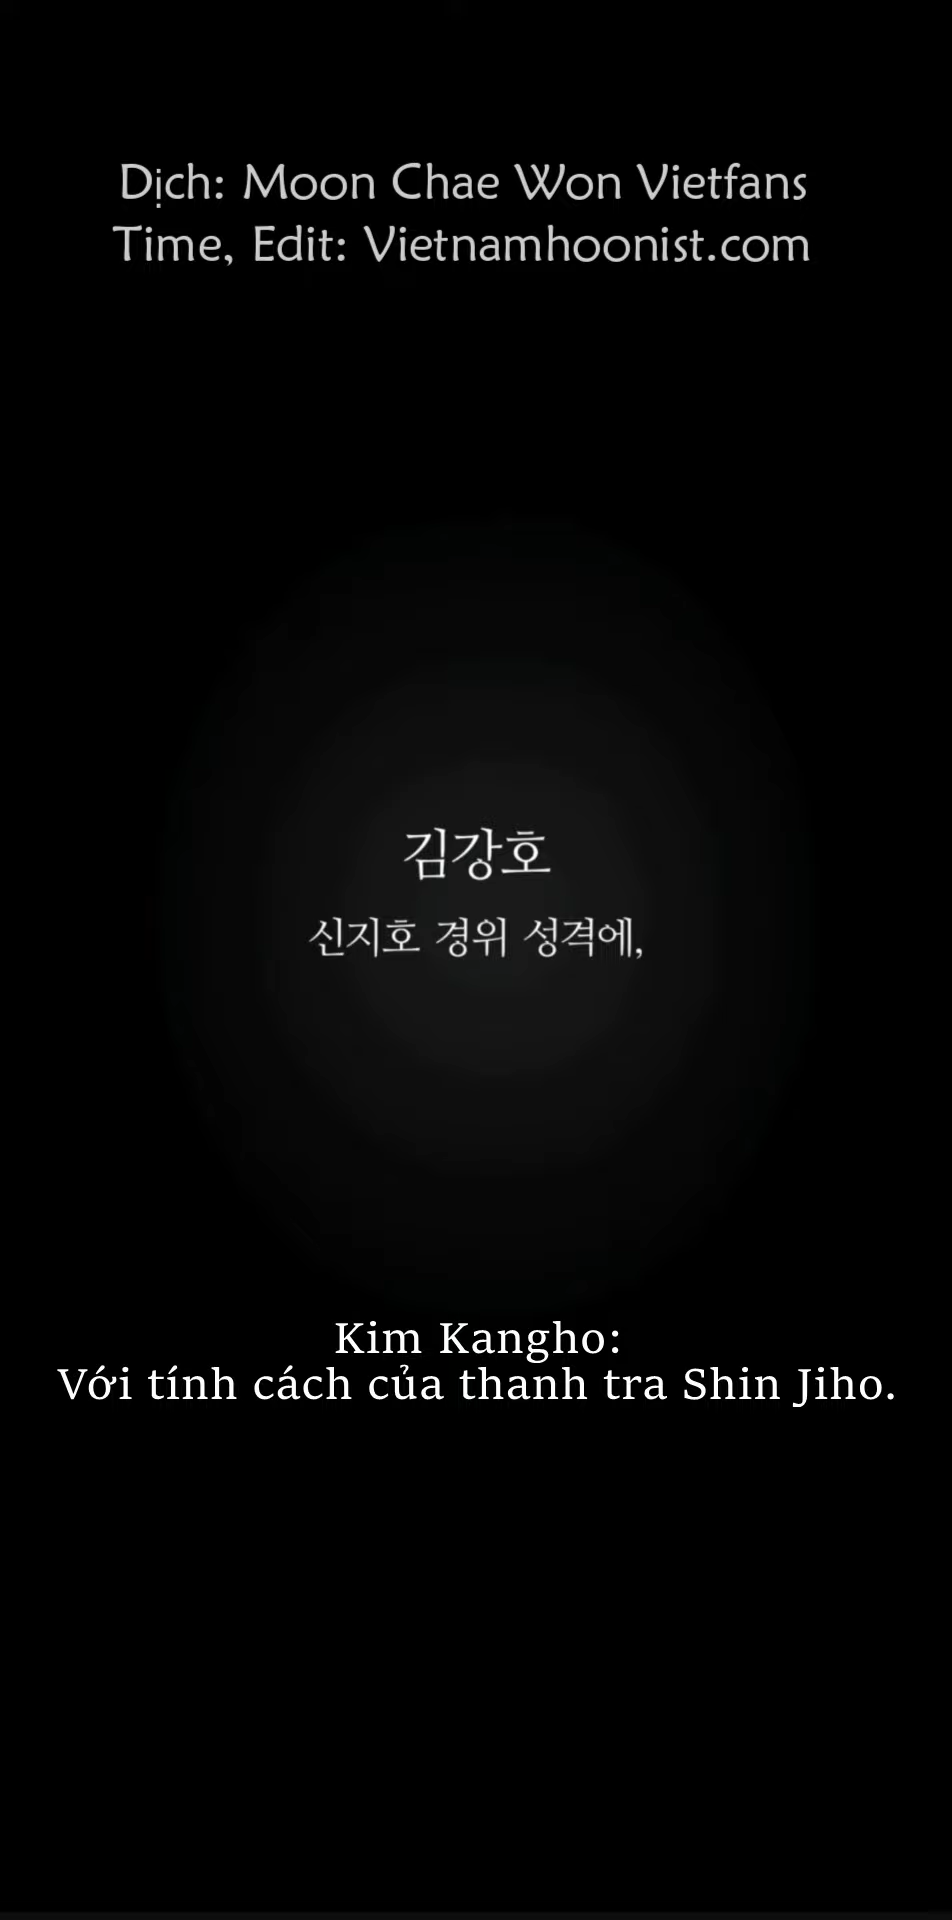 Dịch: Moon Chae Won Vietfans
Time, Edit: Vietnamhoonist.com
김강호
신지호 경위 성격에,
Kim Kangho:
Với tính cách của thanh tra Shin Jiho.